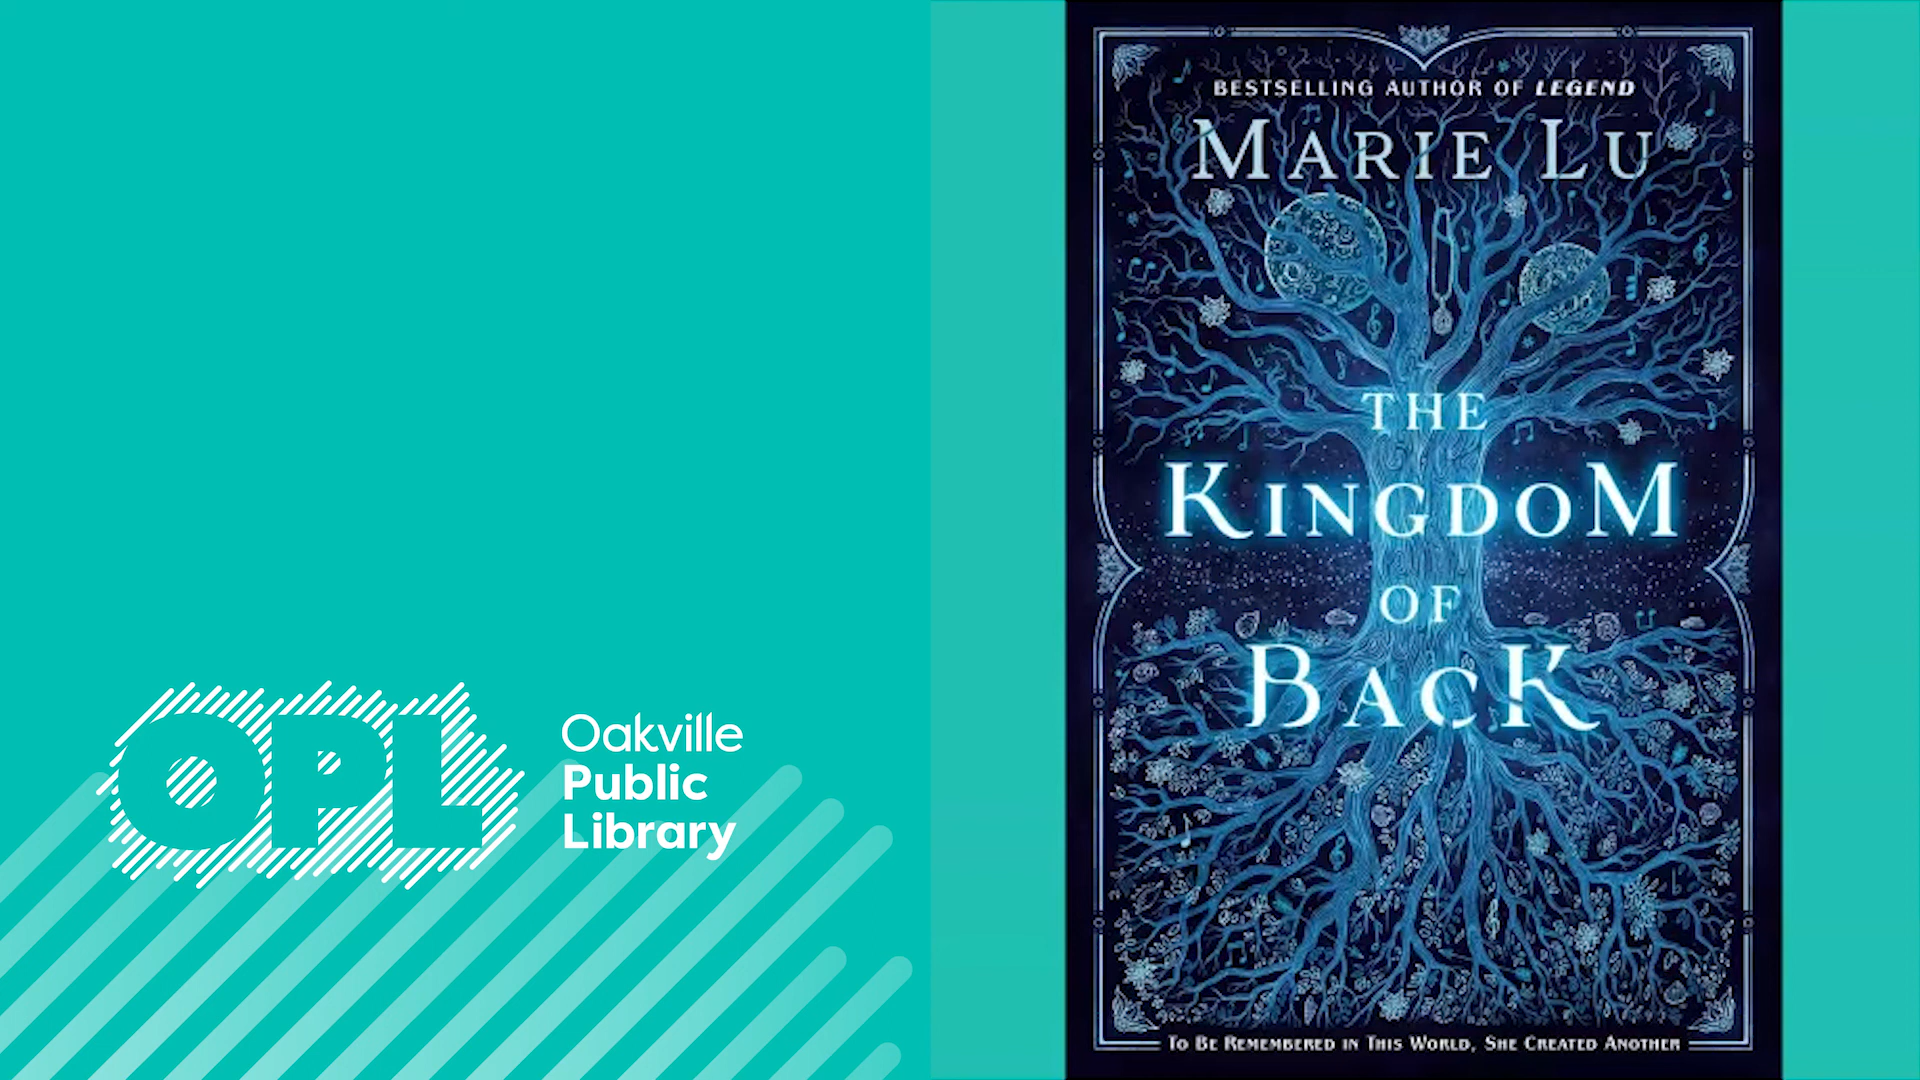 OPL
Oakville
Public
Library
BESTSELLING AUTHOR OF LEGEND
MARIE LU
THE
KINGDOM
OF
BACK
TO BE REMEMBERED IN THIS WORLD, SHE CREATED ANOTHER